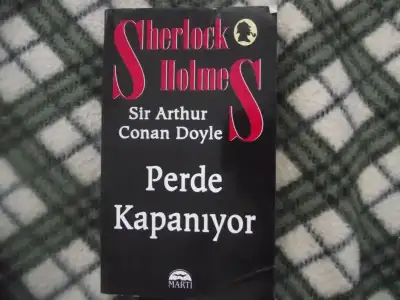 Sherlock
HolmeS
Sir Arthur
Conan Doyle
Perde
Kapanıyor
MARTI